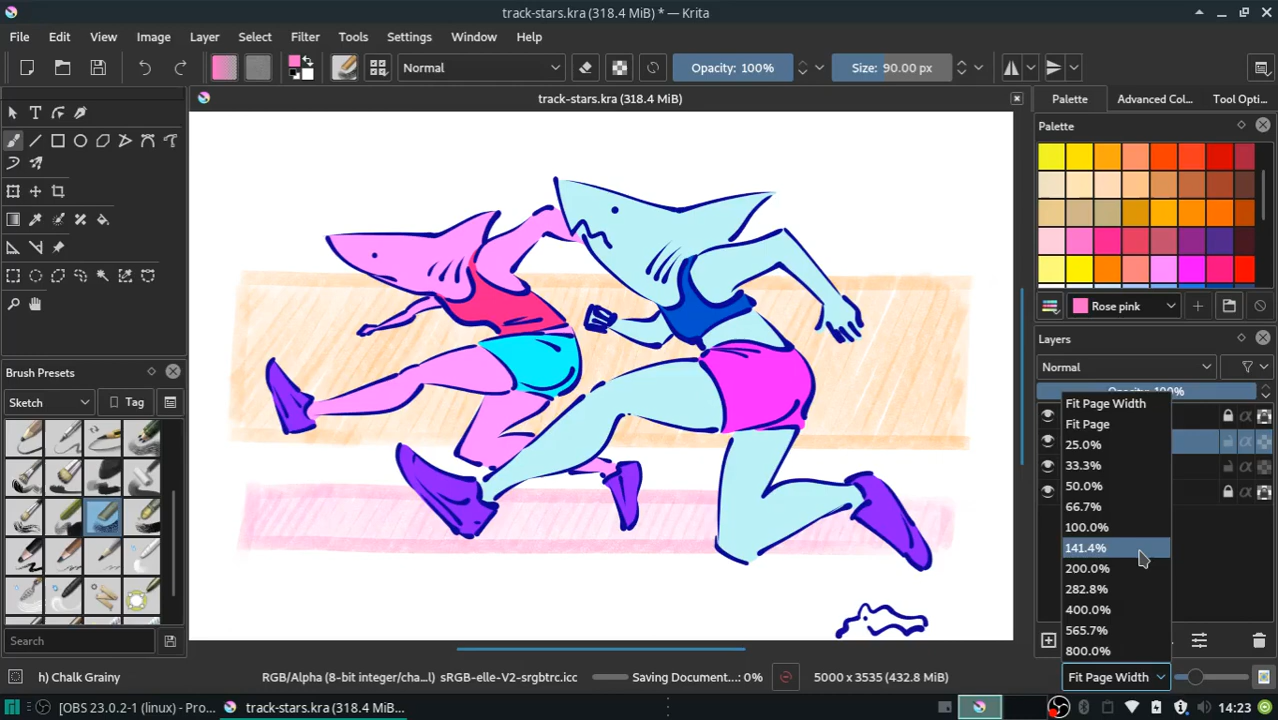 track-stars.kra (318.4 MiB) * — Krita
File Edit View Image Layer Select Filter Tools Settings Window Help
Normal Opacity: 100% Size: 90.00 px
track-stars.kra (318.4 MiB)
Palette Advanced Col... Tool Opti...
Palette
Rose pink
Layers
Normal
Opacity: 100%
Brush Presets
Sketch Tag
Search
Fit Page Width
Fit Page
25.0%
33.3%
50.0%
66.7%
100.0%
141.4%
200.0%
282.8%
400.0%
565.7%
800.0%
h) Chalk Grainy RGB/Alpha (8-bit integer/cha...l) sRGB-elle-V2-srgbtrc.icc Saving Document...: 0% 5000 x 3535 (432.8 MiB) Fit Page Width
[OBS 23.0.2-1 (linux) - Pro... track-stars.kra (318.4 MiB... 14:23